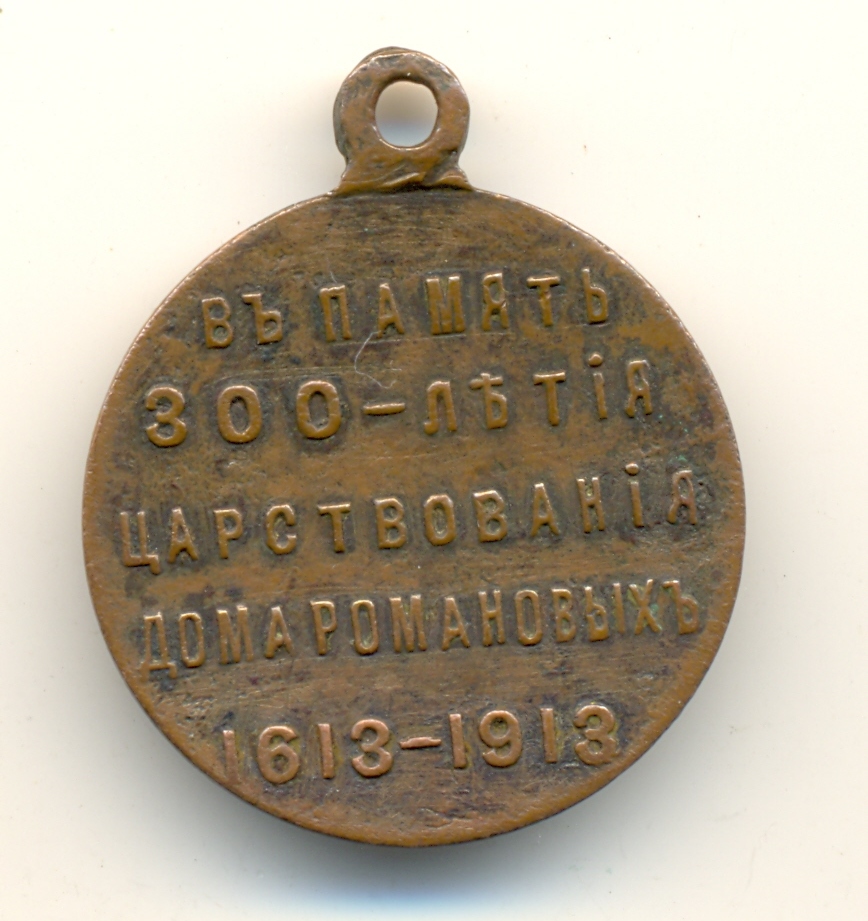 ВЪ ПАМЯТЬ
300-ЛѢТІЯ
ЦАРСТВОВАНІЯ
ДОМА РОМАНОВЫХЪ
1613-1913